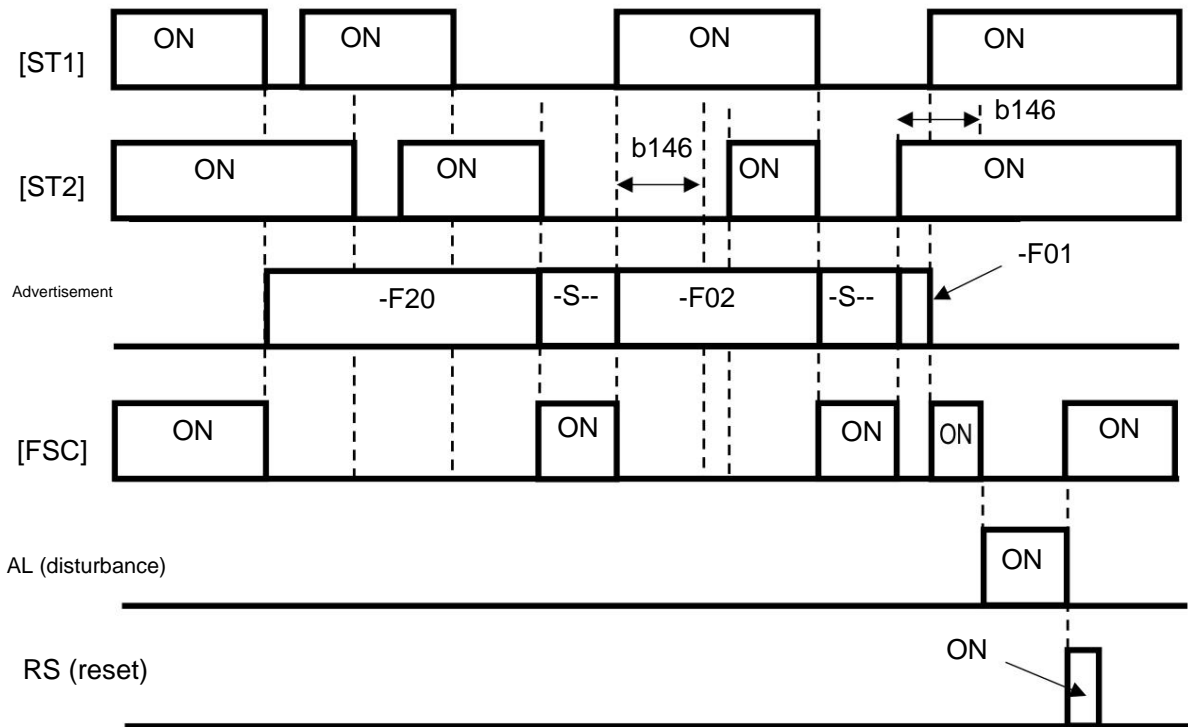 [ST1]
ON
ON
ON
ON
b146
[ST2]
ON
ON
b146
ON
ON
-F01
Advertisement
-F20
-S--
-F02
-S--
[FSC]
ON
ON
ON
ON
ON
AL (disturbance)
ON
RS (reset)
ON